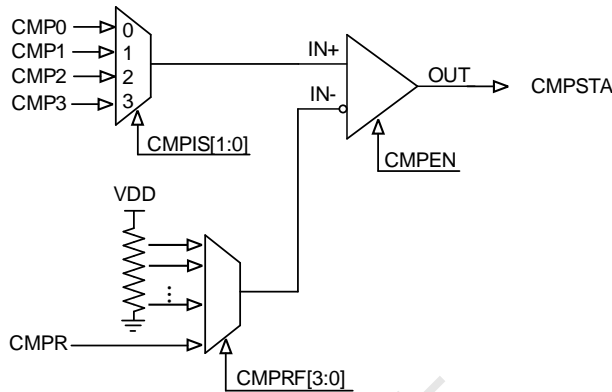 CMP0
0
CMP1
1
CMP2
2
CMP3
3
CMPIS[1:0]
IN+
IN-
OUT
CMPSTA
CMPEN
VDD
CMPR
CMPRF[3:0]